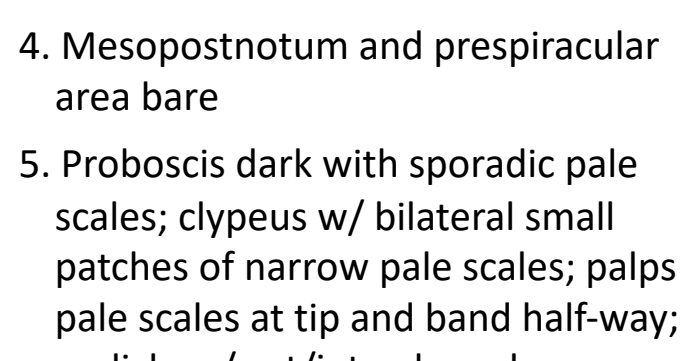 4. Mesopostnotum and prespiracular
area bare
5. Proboscis dark with sporadic pale
scales; clypeus w/ bilateral small
patches of narrow pale scales; palps
pale scales at tip and band half-way;